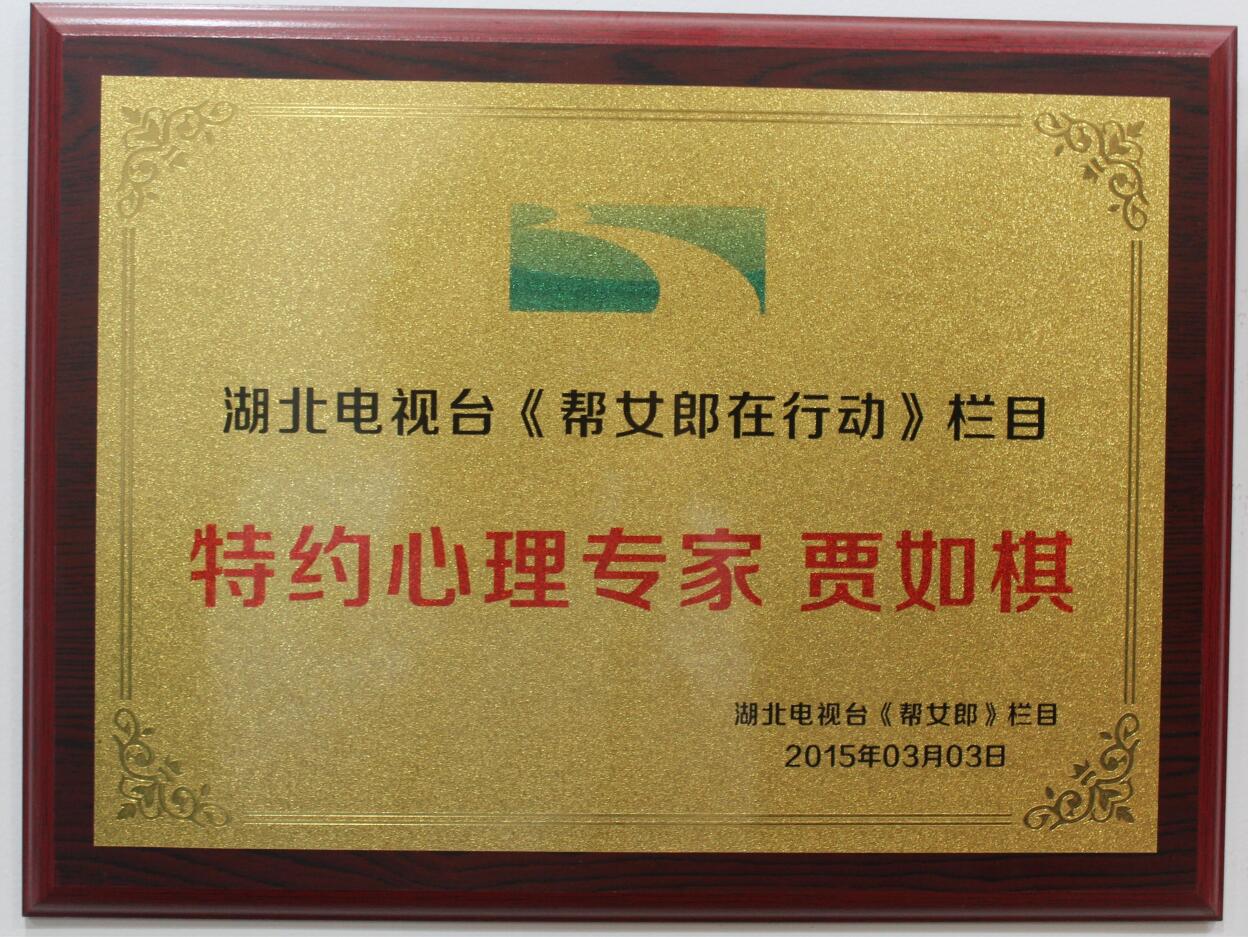 湖北电视台《帮女郎在行动》栏目
特约心理专家 贾如棋
湖北电视台《帮女郎》栏目
2015年03月03日